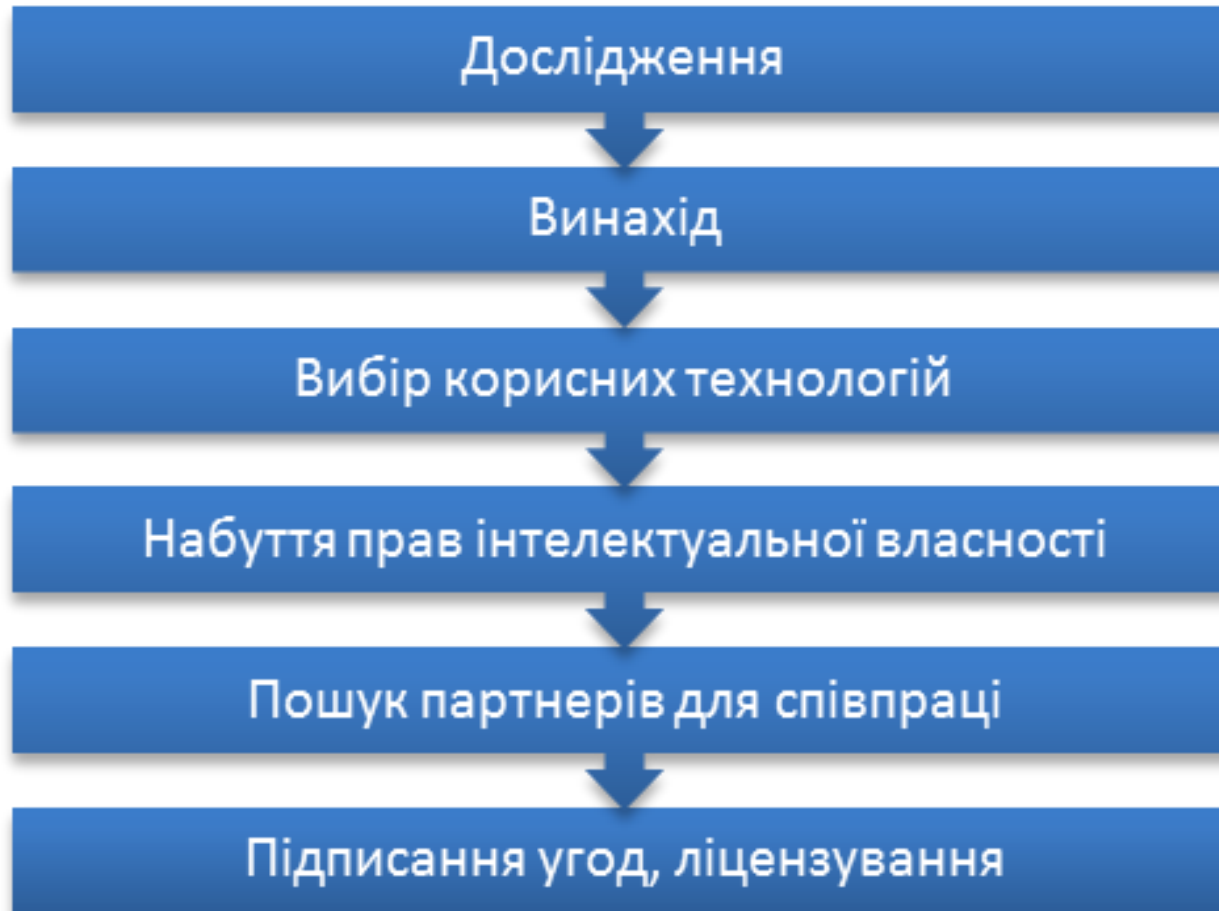 Дослідження
Винахід
Вибір корисних технологій
Набуття прав інтелектуальної власності
Пошук партнерів для співпраці
Підписання угод, ліцензування